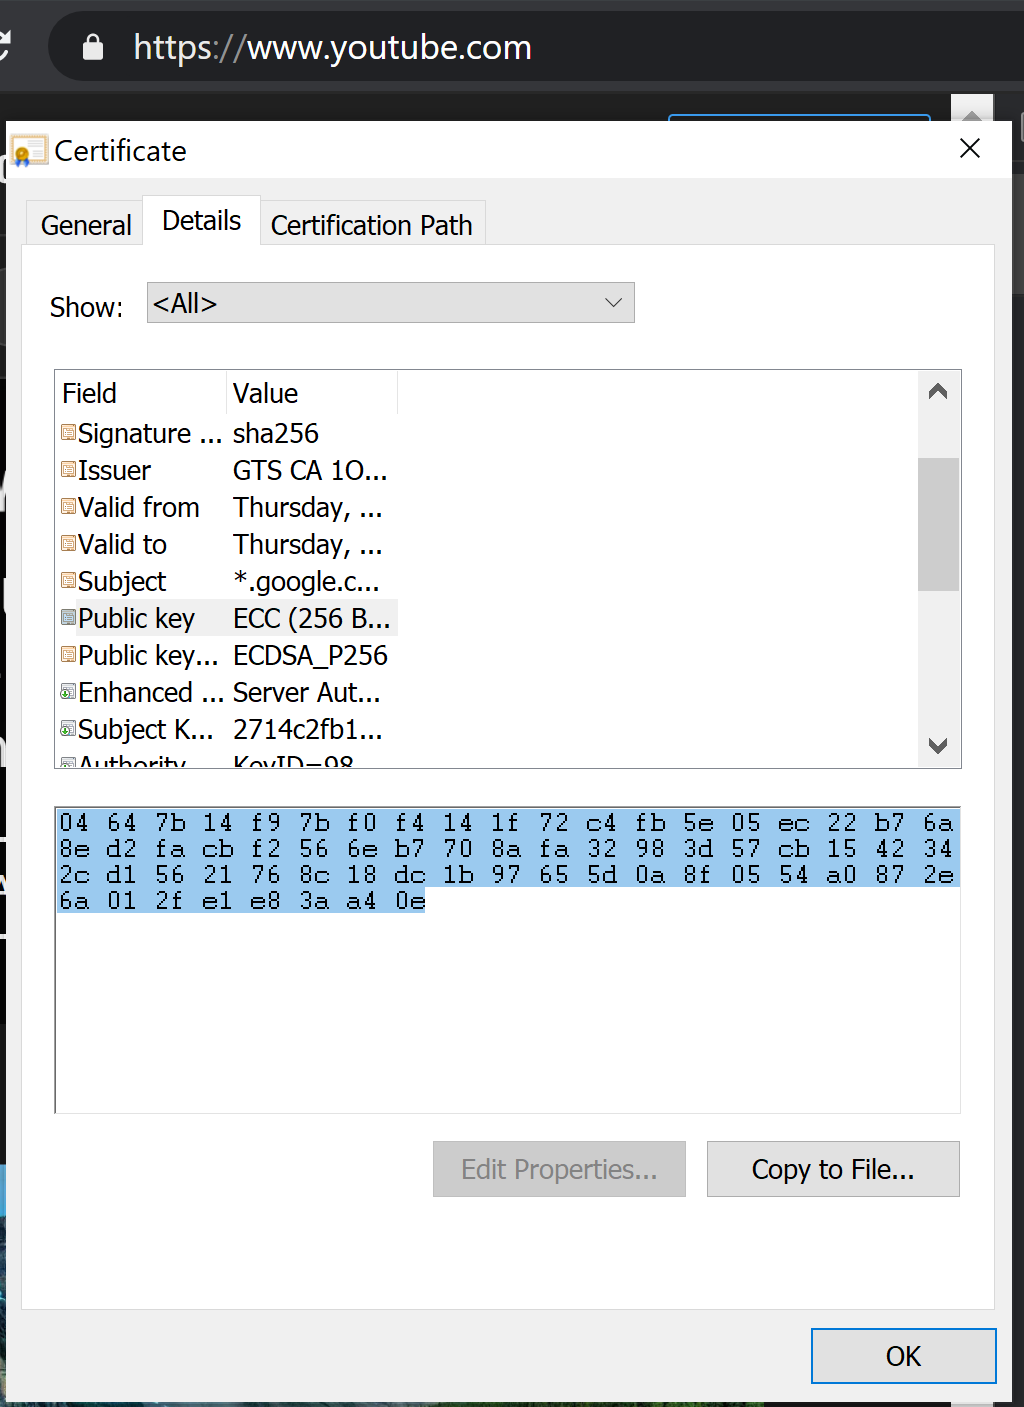 https://www.youtube.com
Certificate
General Details Certification Path
Show: <All>
Field Value
Signature ... sha256
Issuer GTS CA 1O...
Valid from Thursday, ...
Valid to Thursday, ...
Subject *.google.c...
Public key ECC (256 B...
Public key... ECDSA_P256
Enhanced ... Server Aut...
Subject K... 2714c2fb1...
Authority KeyID=98
04 64 7b 14 f9 7b f0 f4 14 1f 72 c4 fb 5e 05 ec 22 b7 6a
8e d2 fa cb f2 56 6e b7 70 8a fa 32 98 3d 57 cb 15 42 34
2c d1 56 21 76 8c 18 dc 1b 97 65 5d 0a 8f 05 54 a0 87 2e
6a 01 2f e1 e8 3a a4 0e
Edit Properties... Copy to File...
OK